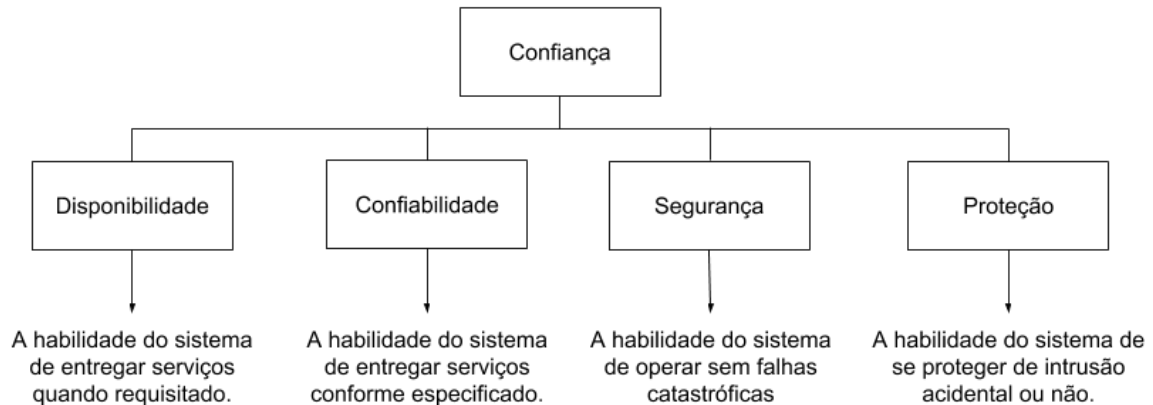 Confiança
Disponibilidade
Confiabilidade
Segurança
Proteção
A habilidade do sistema
de entregar serviços
quando requisitado.
A habilidade do sistema
de entregar serviços
conforme especificado.
A habilidade do sistema
de operar sem falhas
catastróficas
A habilidade do sistema de
se proteger de intrusão
acidental ou não.